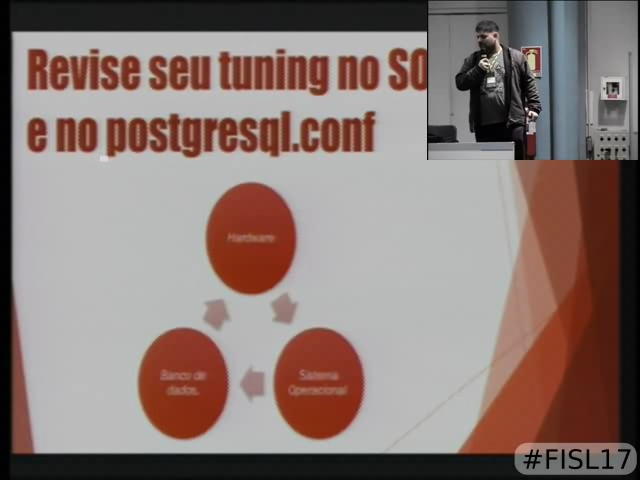 Revise seu tuning no SO
e no postgresql.conf
Hardware
Sistema
Operacional
Banco de
dados.
#FISL17